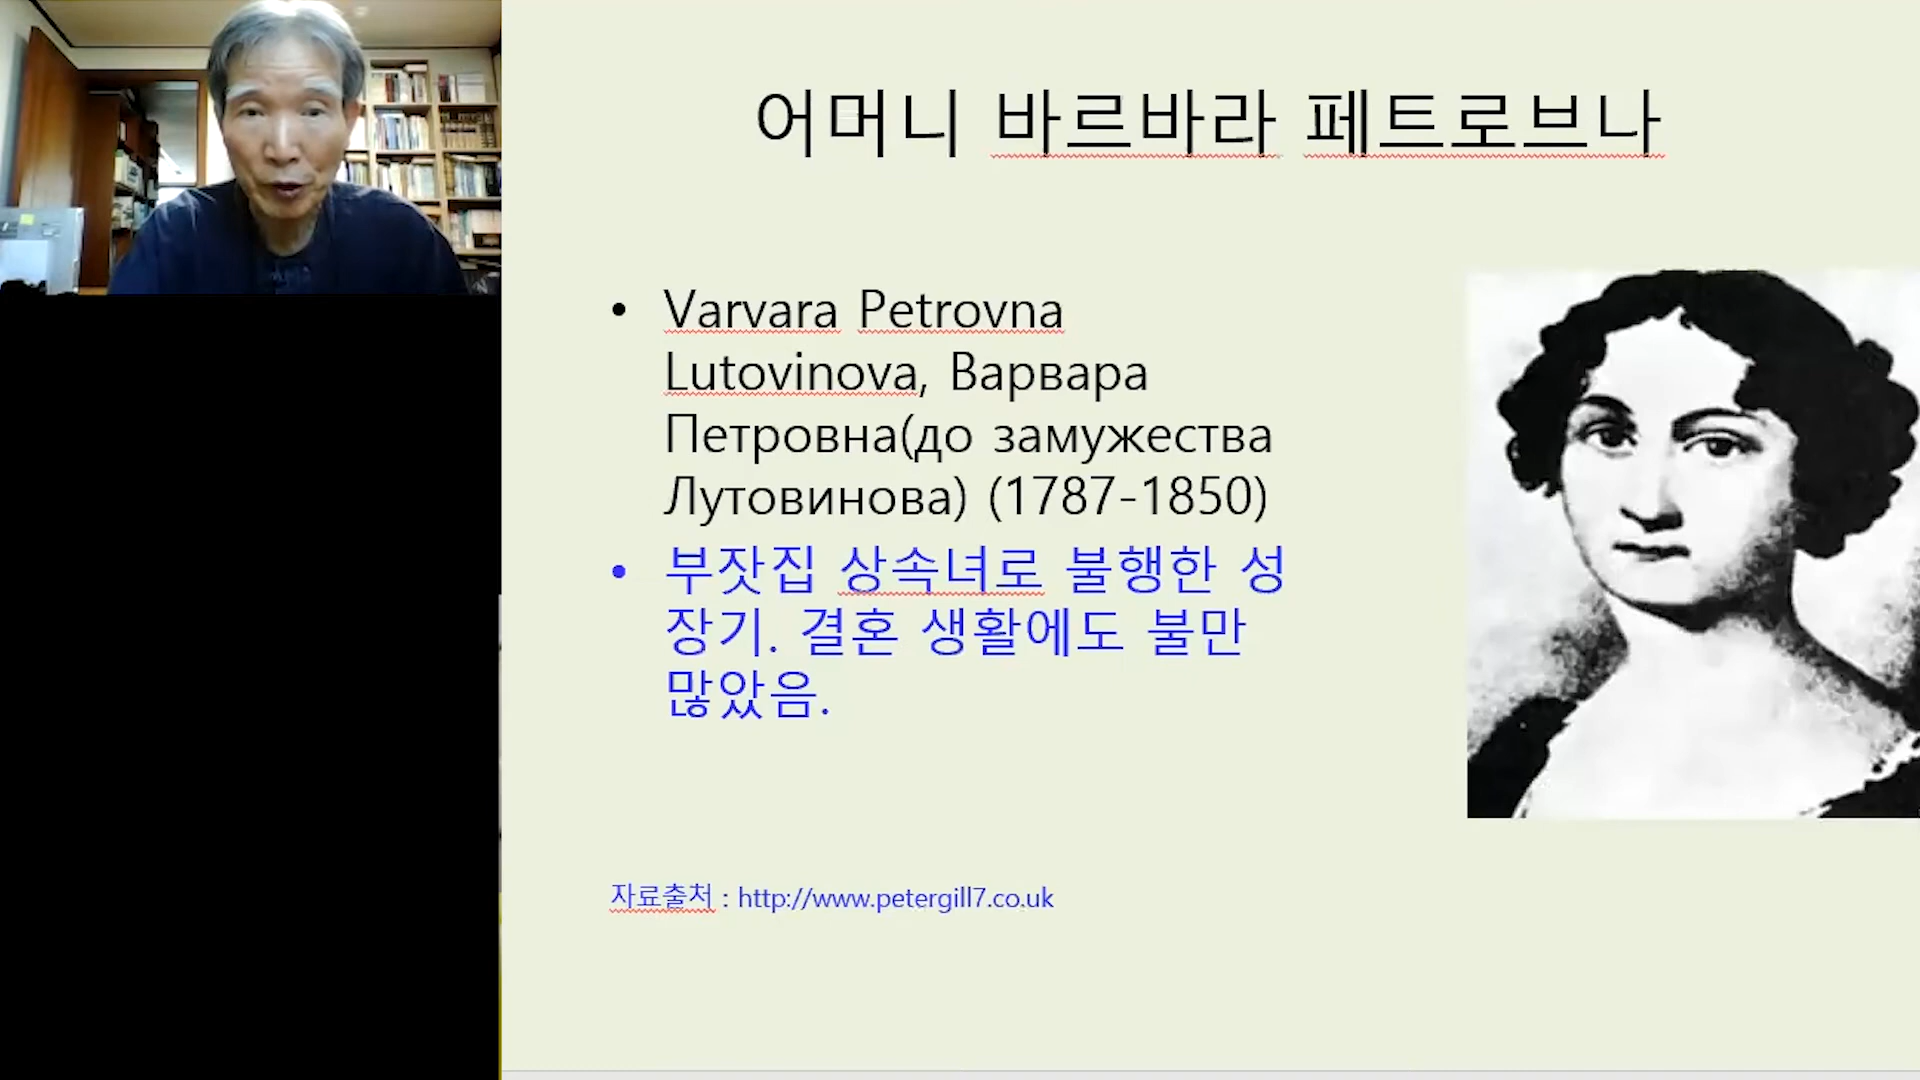 어머니 바르바라 페트로브나
• Varvara Petrovna
Lutovinova, Варвара
Петровна(до замужества
Лутовинова) (1787-1850)
• 부잣집 상속녀로 불행한 성
장기. 결혼 생활에도 불만
많았음.
자료출처 : http://www.petergill7.co.uk